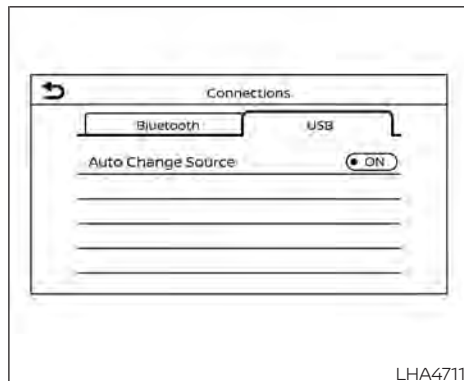 Connections
Bluetooth
USB
Auto Change Source
ON
LHA4711